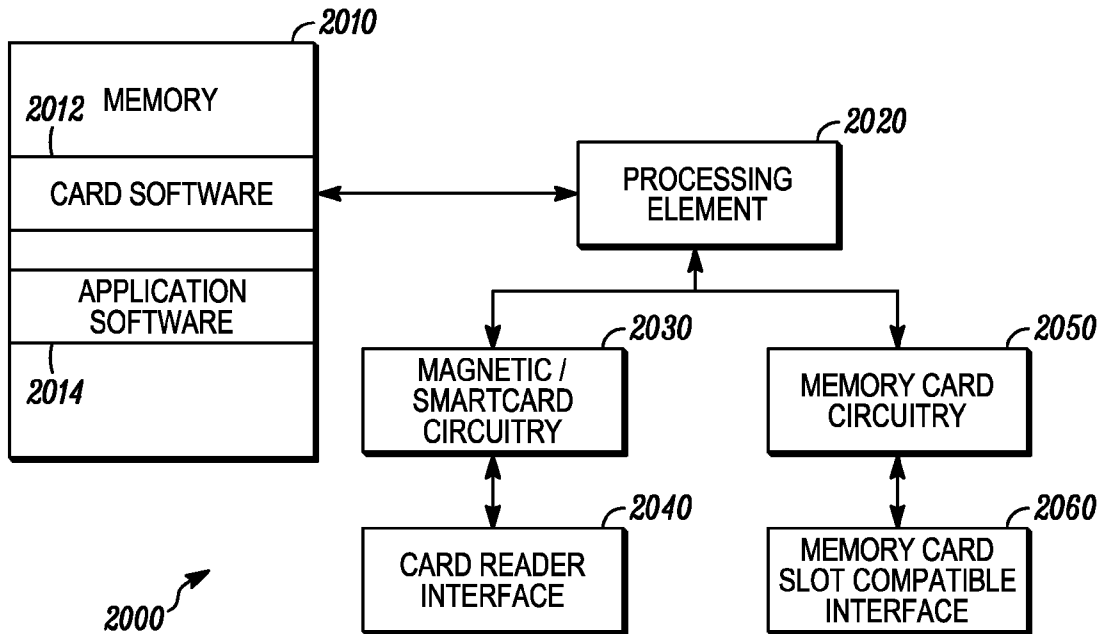 2010
MEMORY
2012
CARD SOFTWARE
APPLICATION
SOFTWARE
2014
2020
PROCESSING
ELEMENT
2030
MAGNETIC /
SMARTCARD
CIRCUITRY
2050
MEMORY CARD
CIRCUITRY
2040
CARD READER
INTERFACE
2060
MEMORY CARD
SLOT COMPATIBLE
INTERFACE
2000